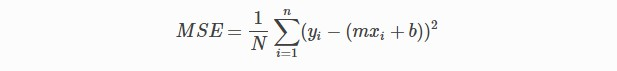 MSE = \frac{1}{N} \sum_{i=1}^{n} (y_i - (mx_i + b))^2